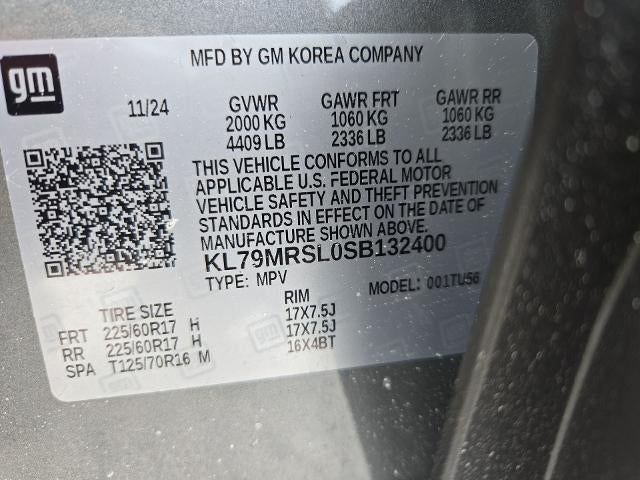 gm
MFD BY GM KOREA COMPANY
11/24 GVWR GAWR FRT GAWR RR
2000 KG 1060 KG 1060 KG
4409 LB 2336 LB 2336 LB
THIS VEHICLE CONFORMS TO ALL
APPLICABLE U.S. FEDERAL MOTOR
VEHICLE SAFETY AND THEFT PREVENTION
STANDARDS IN EFFECT ON THE DATE OF
MANUFACTURE SHOWN ABOVE.
KL79MRSL0SB132400
TYPE: MPV MODEL: 001TU56
TIRE SIZE RIM
FRT 225/60R17 H 17X7.5J
RR 225/60R17 H 17X7.5J
SPA T125/70R16 M 16X4BT